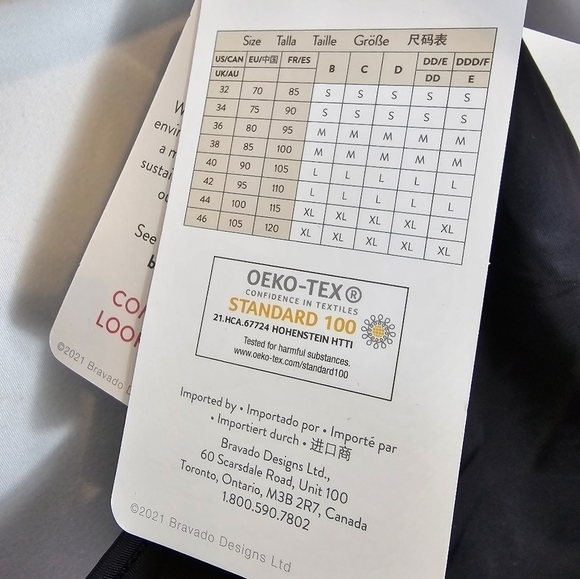 Size Talla Taille Größe 尺码表
US/CAN EU/中国 FR/ES B C D DD/E DDD/F
UK/AU DD E
32 70 85 S S S S S
34 75 90 S S S S S
36 80 95 M M M M M
38 85 100 M M M M M
40 90 105 L L L L L
42 95 110 L L L L L
44 100 115 XL XL XL XL XL
46 105 120 XL XL XL XL XL
OEKO-TEX®
CONFIDENCE IN TEXTILES
STANDARD 100
21.HCA.67724 HOHENSTEIN HTTI
Tested for harmful substances.
www.oeko-tex.com/standard100
Imported by • Importado por • Importé par
• Importiert durch • 进口商
Bravado Designs Ltd.,
60 Scarsdale Road, Unit 100
Toronto, Ontario, M3B 2R7, Canada
1.800.590.7802
©2021 Bravado Designs Ltd
a
See
©2021 Bravado